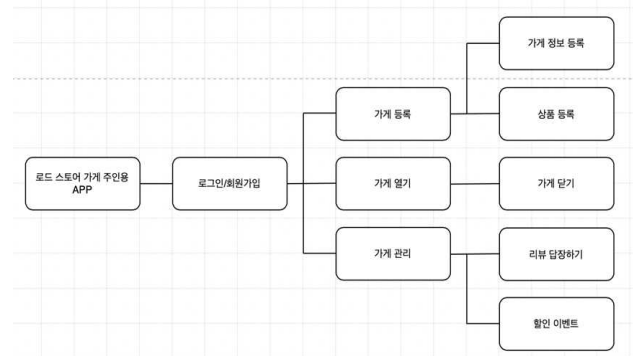 로드 스토어 가게 주인용
APP
로그인/회원가입
가게 등록
가게 정보 등록
상품 등록
가게 열기
가게 닫기
가게 관리
리뷰 답장하기
할인 이벤트